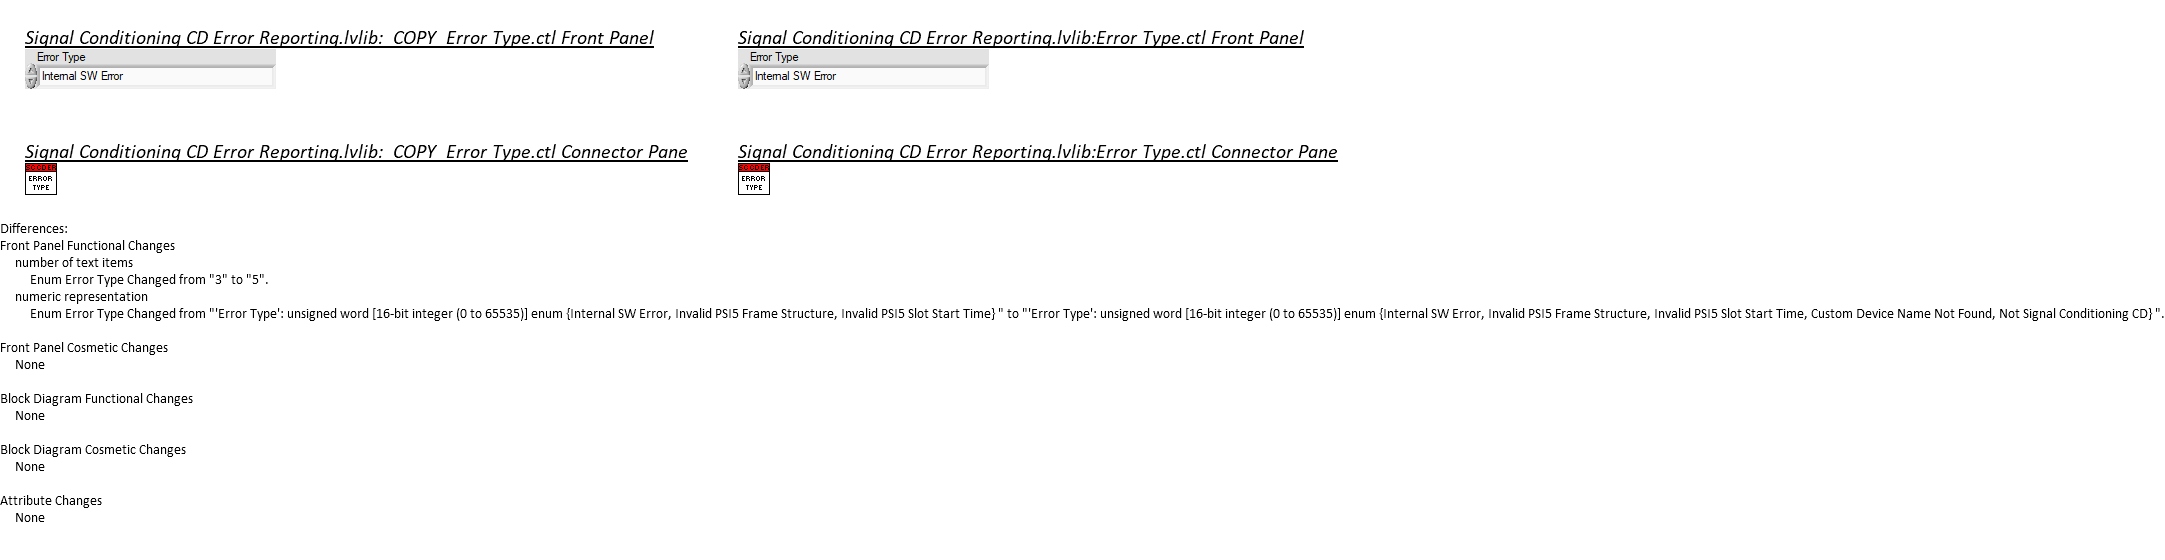 Signal Conditioning CD Error Reporting.lvlib:_COPY_Error Type.ctl Front Panel
Signal Conditioning CD Error Reporting.lvlib:Error Type.ctl Front Panel
Error Type
Error Type
Internal SW Error
Internal SW Error
Signal Conditioning CD Error Reporting.lvlib:_COPY_Error Type.ctl Connector Pane
Signal Conditioning CD Error Reporting.lvlib:Error Type.ctl Connector Pane
ERROR
TYPE
ERROR
TYPE
Differences:
Front Panel Functional Changes
number of text items
Enum Error Type Changed from "3" to "5".
numeric representation
Enum Error Type Changed from "'Error Type': unsigned word [16-bit integer (0 to 65535)] enum {Internal SW Error, Invalid PSI5 Frame Structure, Invalid PSI5 Slot Start Time}" to "'Error Type': unsigned word [16-bit integer (0 to 65535)] enum {Internal SW Error, Invalid PSI5 Frame Structure, Invalid PSI5 Slot Start Time, Custom Device Name Not Found, Not Signal Conditioning CD}".
Front Panel Cosmetic Changes
None
Block Diagram Functional Changes
None
Block Diagram Cosmetic Changes
None
Attribute Changes
None